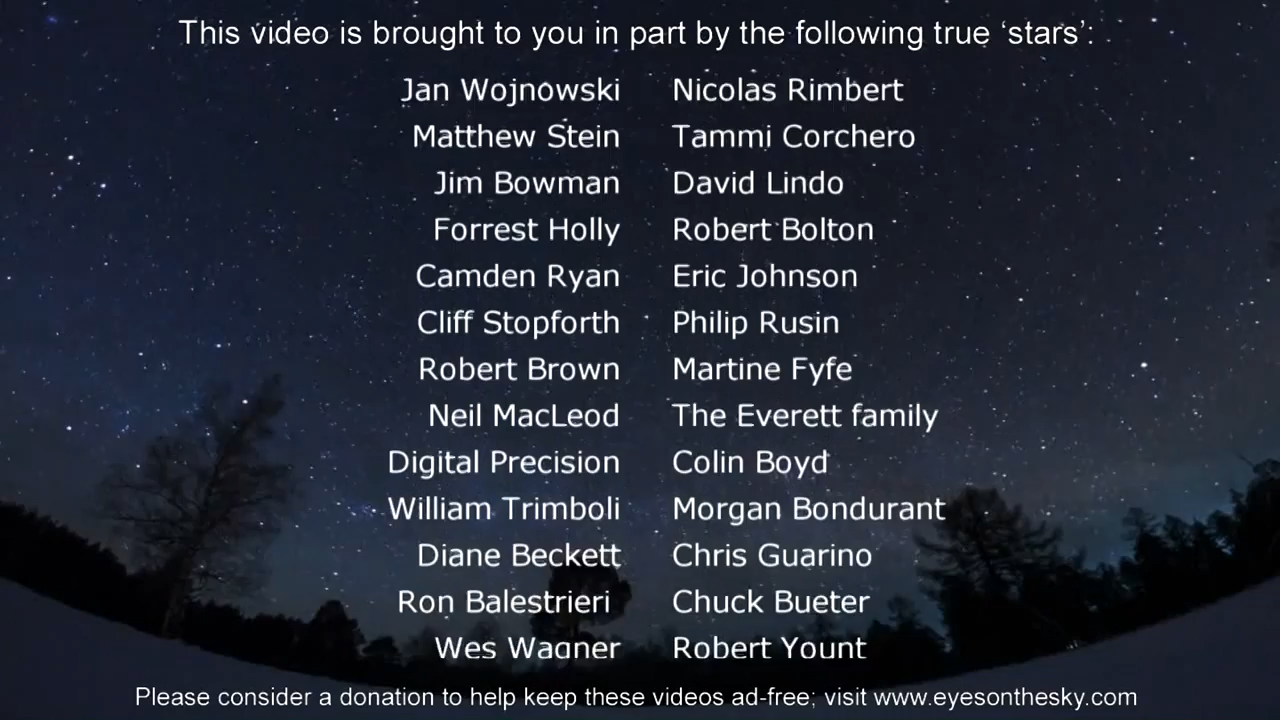 This video is brought to you in part by the following true ‘stars’:
Jan Wojnowski Nicolas Rimbert
Matthew Stein Tammi Corchero
Jim Bowman David Lindo
Forrest Holly Robert Bolton
Camden Ryan Eric Johnson
Cliff Stopforth Philip Rusin
Robert Brown Martine Fyfe
Neil MacLeod The Everett family
Digital Precision Colin Boyd
William Trimboli Morgan Bondurant
Diane Beckett Chris Guarino
Ron Balestrieri Chuck Bueter
Wes Wagner Robert Yount
Please consider a donation to help keep these videos ad-free; visit www.eyesonthesky.com